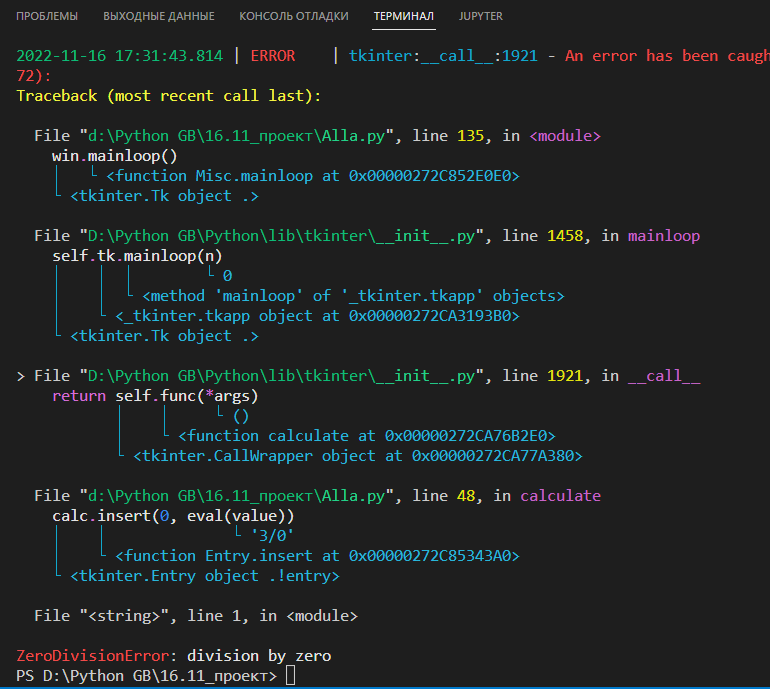 ПРОБЛЕМЫ ВЫХОДНЫЕ ДАННЫЕ КОНСОЛЬ ОТЛАДКИ ТЕРМИНАЛ JUPYTER
2022-11-16 17:31:43.814 | ERROR | tkinter:__call__:1921 - An error has been caugh
72):
Traceback (most recent call last):
File "d:\Python GB\16.11_проект\Alla.py", line 135, in <module>
win.mainloop()
│ └ <function Misc.mainloop at 0x00000272C852E0E0>
└ <tkinter.Tk object .>
File "D:\Python GB\Python\lib\tkinter\__init__.py", line 1458, in mainloop
self.tk.mainloop(n)
│ │ │ └ 0
│ │ └ <method 'mainloop' of '_tkinter.tkapp' objects>
│ └ <_tkinter.tkapp object at 0x00000272CA3193B0>
└ <tkinter.Tk object .>
> File "D:\Python GB\Python\lib\tkinter\__init__.py", line 1921, in __call__
return self.func(*args)
│ │ └ ()
│ └ <function calculate at 0x00000272CA76B2E0>
└ <tkinter.CallWrapper object at 0x00000272CA77A380>
File "d:\Python GB\16.11_проект\Alla.py", line 48, in calculate
calc.insert(0, eval(value))
│ │ └ '3/0'
│ └ <function Entry.insert at 0x00000272C85343A0>
└ <tkinter.Entry object .!entry>
File "<string>", line 1, in <module>
ZeroDivisionError: division by zero
PS D:\Python GB\16.11_проект>